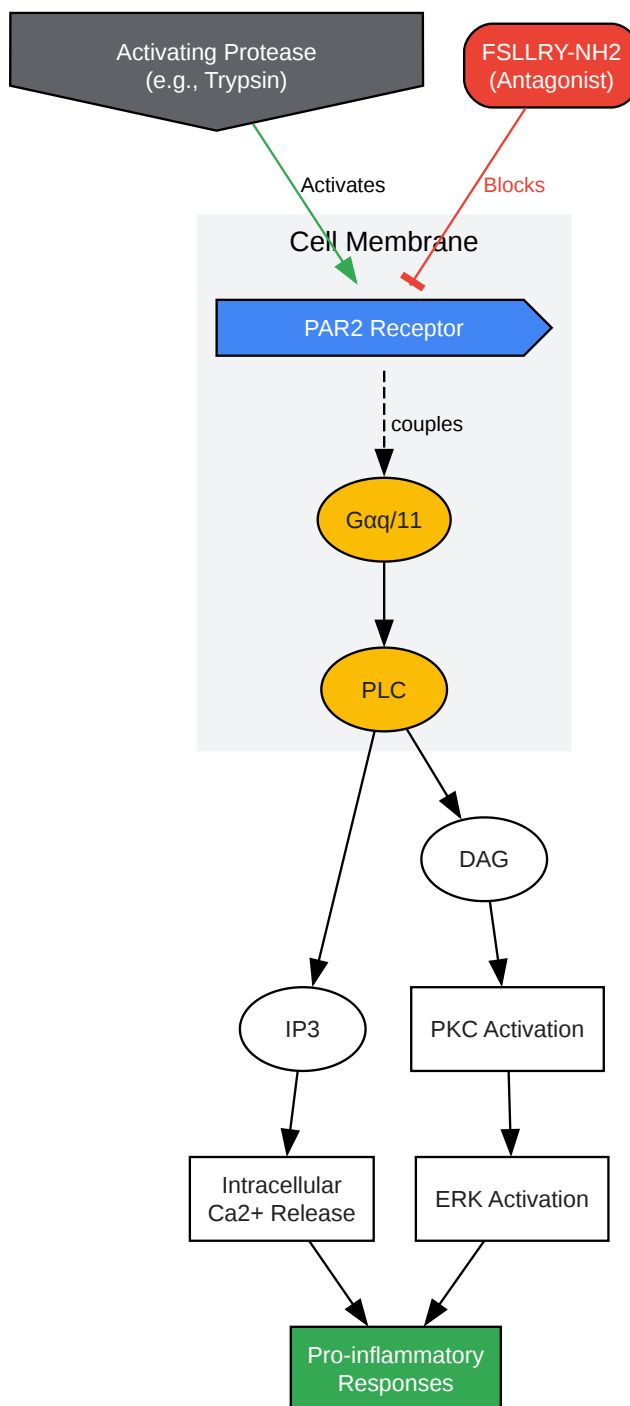 Activating Protease
(e.g., Trypsin)
FSLLRY-NH2
(Antagonist)
Activates
Blocks
Cell Membrane
PAR2 Receptor
couples
Gαq/11
PLC
DAG
IP3
PKC Activation
Intracellular
Ca2+ Release
ERK Activation
Pro-inflammatory
Responses